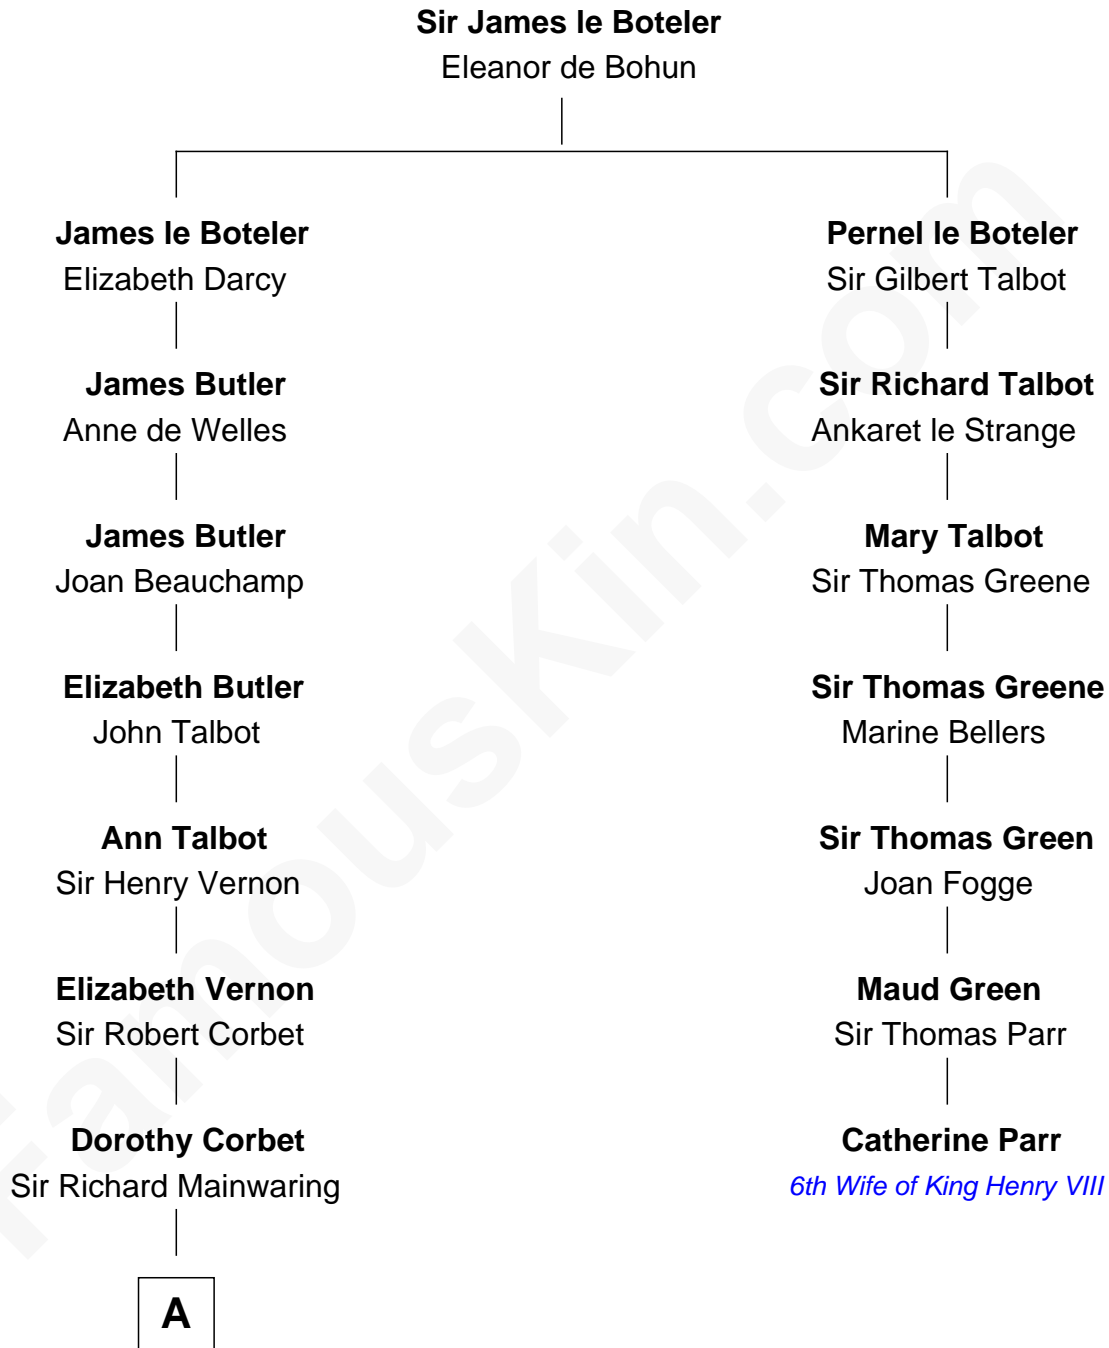 Sir James le Boteler
Eleanor de Bohun
James le Boteler
Elizabeth Darcy
Pernel le Boteler
Sir Gilbert Talbot
James Butler
Anne de Welles
Sir Richard Talbot
Ankaret le Strange
James Butler
Joan Beauchamp
Mary Talbot
Sir Thomas Greene
Elizabeth Butler
John Talbot
Sir Thomas Greene
Marine Bellers
Ann Talbot
Sir Henry Vernon
Sir Thomas Green
Joan Fogge
Elizabeth Vernon
Sir Robert Corbet
Maud Green
Sir Thomas Parr
Dorothy Corbet
Sir Richard Mainwaring
Catherine Parr
6th Wife of King Henry VIII
A
FamousKin.com